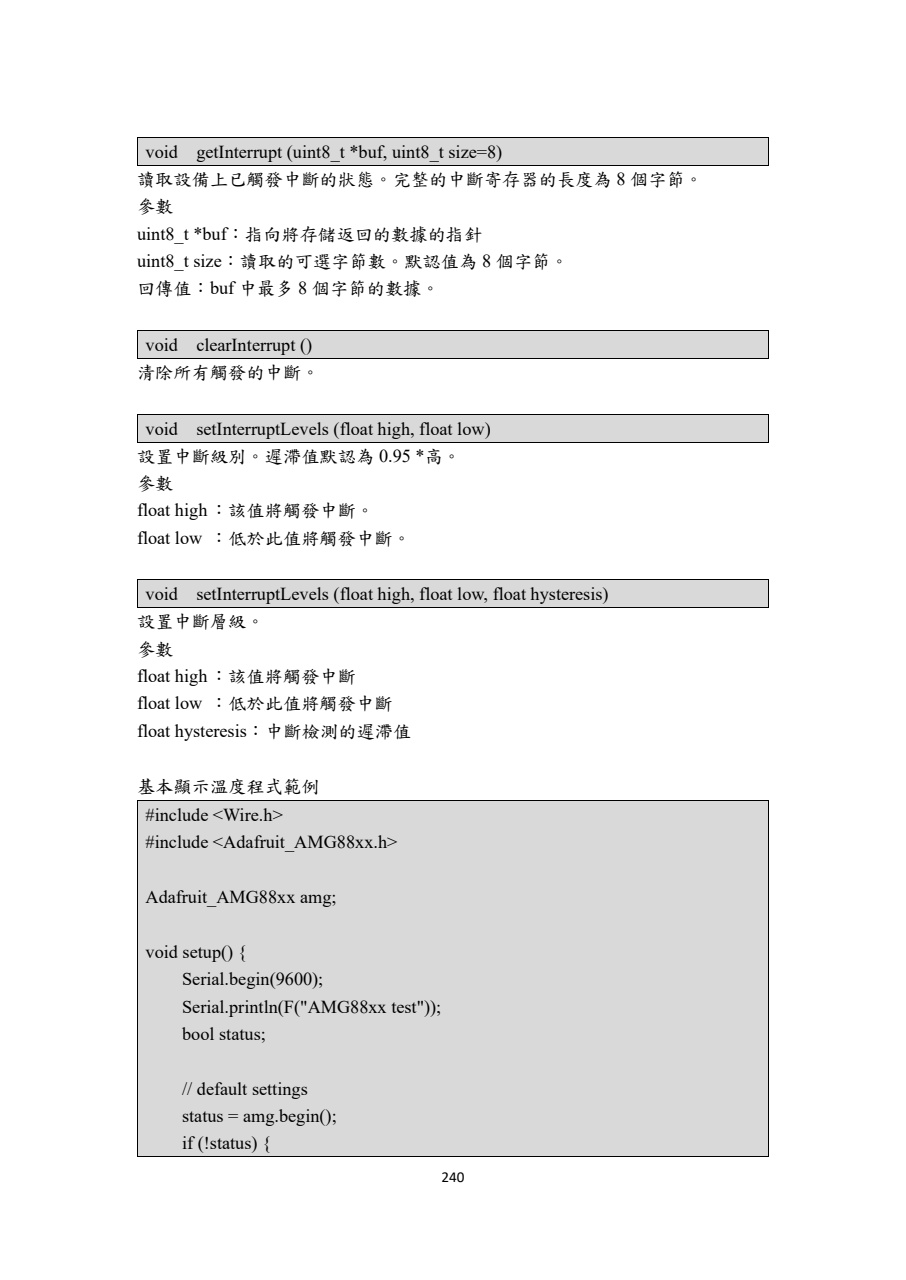 void getInterrupt (uint8_t *buf, uint8_t size=8)
讀取設備上已觸發中斷的狀態。完整的中斷寄存器的長度為 8 個字節。
參數
uint8_t *buf：指向將存儲返回的數據的指針
uint8_t size：讀取的可選字節數。默認值為 8 個字節。
回傳值：buf 中最多 8 個字節的數據。
void clearInterrupt ()
清除所有觸發的中斷。
void setInterruptLevels (float high, float low)
設置中斷級別。遲滯值默認為 0.95 *高。
參數
float high：該值將觸發中斷。
float low ：低於此值將觸發中斷。
void setInterruptLevels (float high, float low, float hysteresis)
設置中斷層級。
參數
float high：該值將觸發中斷
float low ：低於此值將觸發中斷
float hysteresis：中斷檢測的遲滯值
基本顯示溫度程式範例
#include <Wire.h>
#include <Adafruit_AMG88xx.h>
Adafruit_AMG88xx amg;
void setup() {
Serial.begin(9600);
Serial.println(F("AMG88xx test"));
bool status;
// default settings
status = amg.begin();
if (!status) {
240